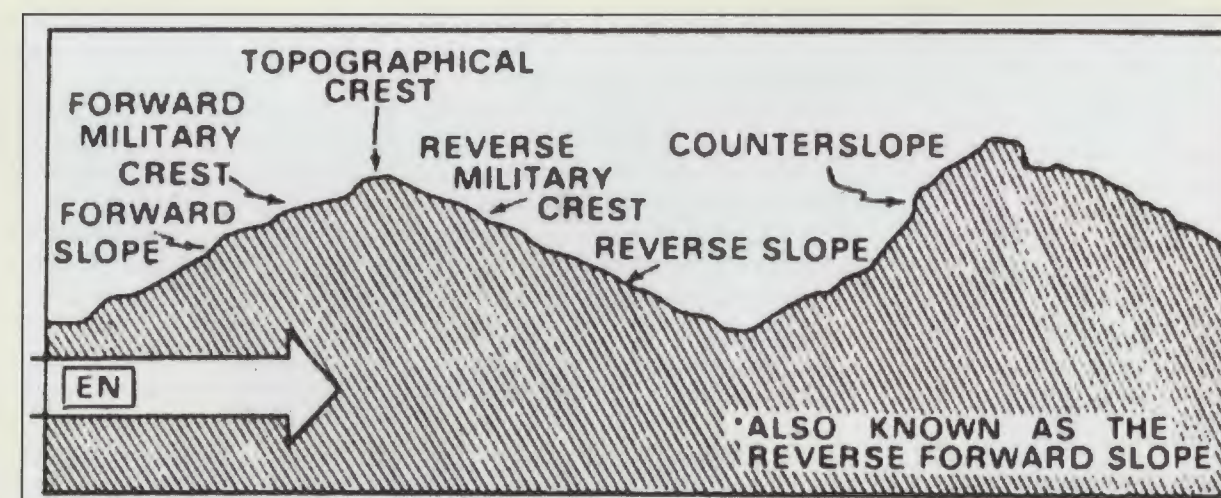 TOPOGRAPHICAL
CREST
FORWARD
MILITARY
CREST
FORWARD
SLOPE
REVERSE
MILITARY
CREST
REVERSE SLOPE
COUNTERSLOPE
EN
*ALSO KNOWN AS THE
REVERSE FORWARD SLOPE